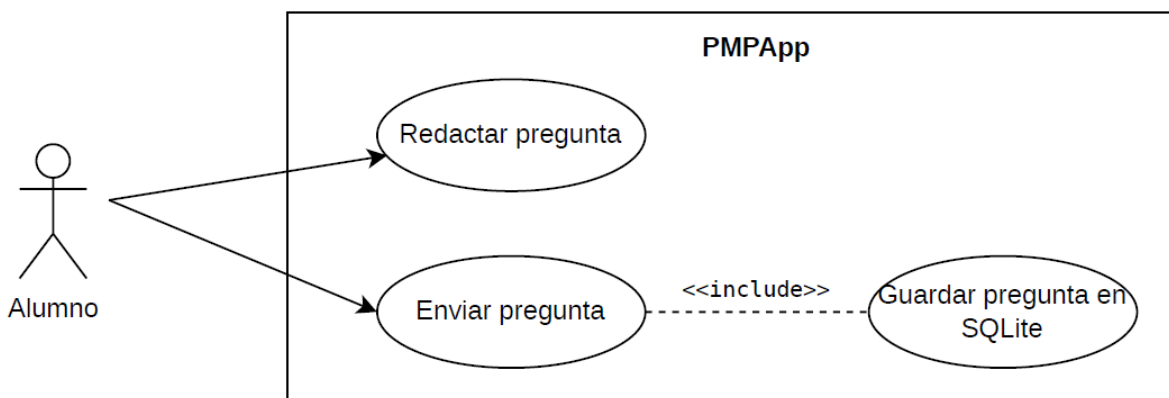 PMPApp
Redactar pregunta
Alumno
Enviar pregunta
<<include>>
Guardar pregunta en
SQLite